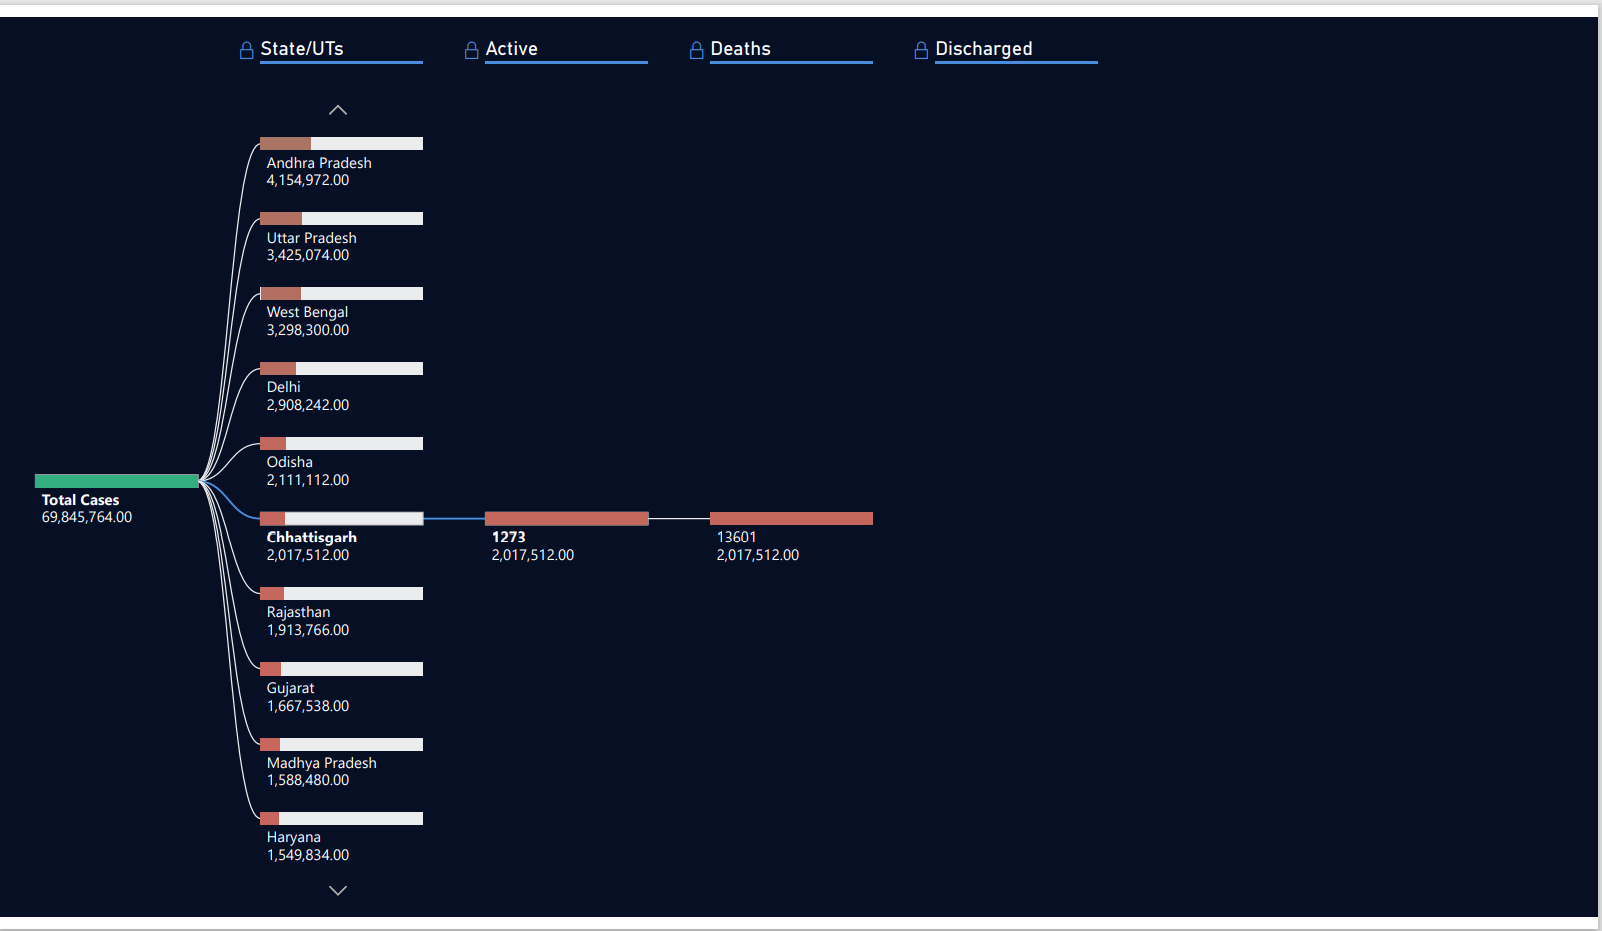 State/UTs
Active
Deaths
Discharged
Andhra Pradesh
4,154,972.00
Uttar Pradesh
3,425,074.00
West Bengal
3,298,300.00
Delhi
2,908,242.00
Odisha
2,111,112.00
Total Cases
69,845,764.00
Chhattisgarh
2,017,512.00
1273
2,017,512.00
13601
2,017,512.00
Rajasthan
1,913,766.00
Gujarat
1,667,538.00
Madhya Pradesh
1,588,480.00
Haryana
1,549,834.00